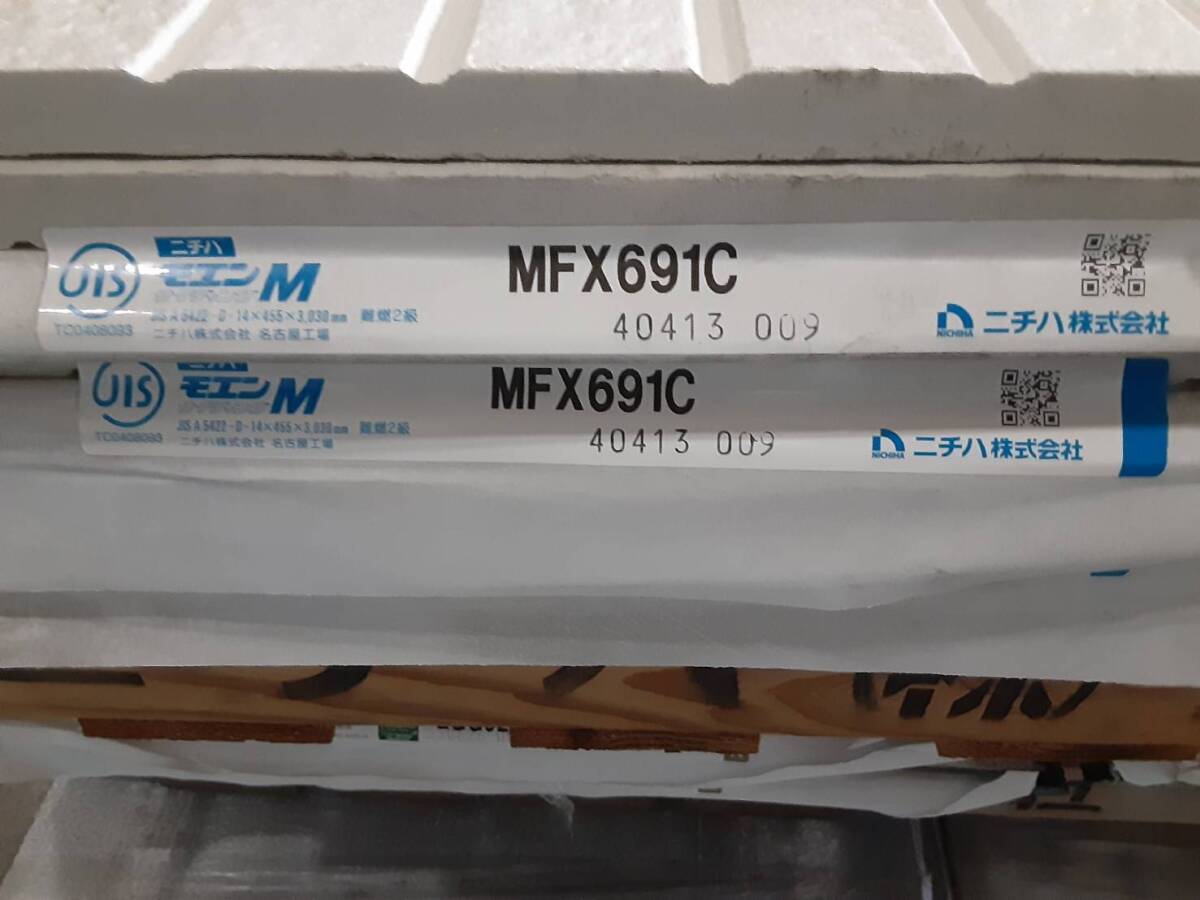 JIS
ニチハ
モエンM
MFX691C
TC0408093
JIS A 5422-D-14×455×3,030mm 難燃2級
40413 009
ニチハ株式会社 名古屋工場
NICHIHA
ニチハ株式会社
JIS
ニチハ
モエンM
MFX691C
TC0408093
JIS A 5422-D-14×455×3,030mm 難燃2級
40413 009
ニチハ株式会社 名古屋工場
NICHIHA
ニチハ株式会社